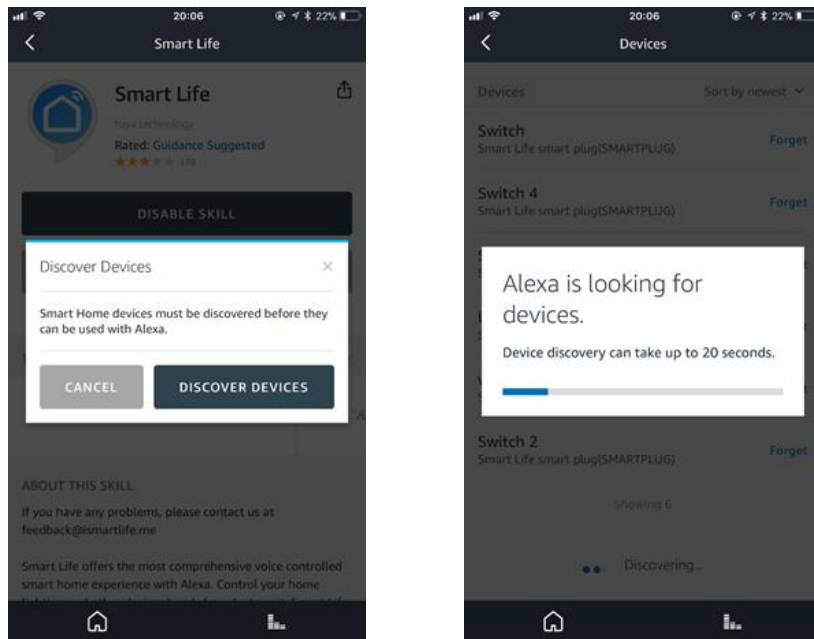 20:06
22%
Smart Life
Smart Life
tuya technology
Rated: Guidance Suggested
178
DISABLE SKILL
Discover Devices
Smart Home devices must be discovered before they
can be used with Alexa.
CANCEL
DISCOVER DEVICES
ABOUT THIS SKILL
If you have any problems, please contact us at
feedback@ismartlife.me
Smart Life offers the most comprehensive voice controlled
smart home experience with Alexa. Control your home
20:06
22%
Devices
Devices
Sort by newest
Switch
Smart Life smart plug(SMARTPLUG)
Forget
Switch 4
Smart Life smart plug(SMARTPLUG)
Forget
Alexa is looking for
devices.
Device discovery can take up to 20 seconds.
Switch 2
Smart Life smart plug(SMARTPLUG)
Forget
Showing 6
Discovering...